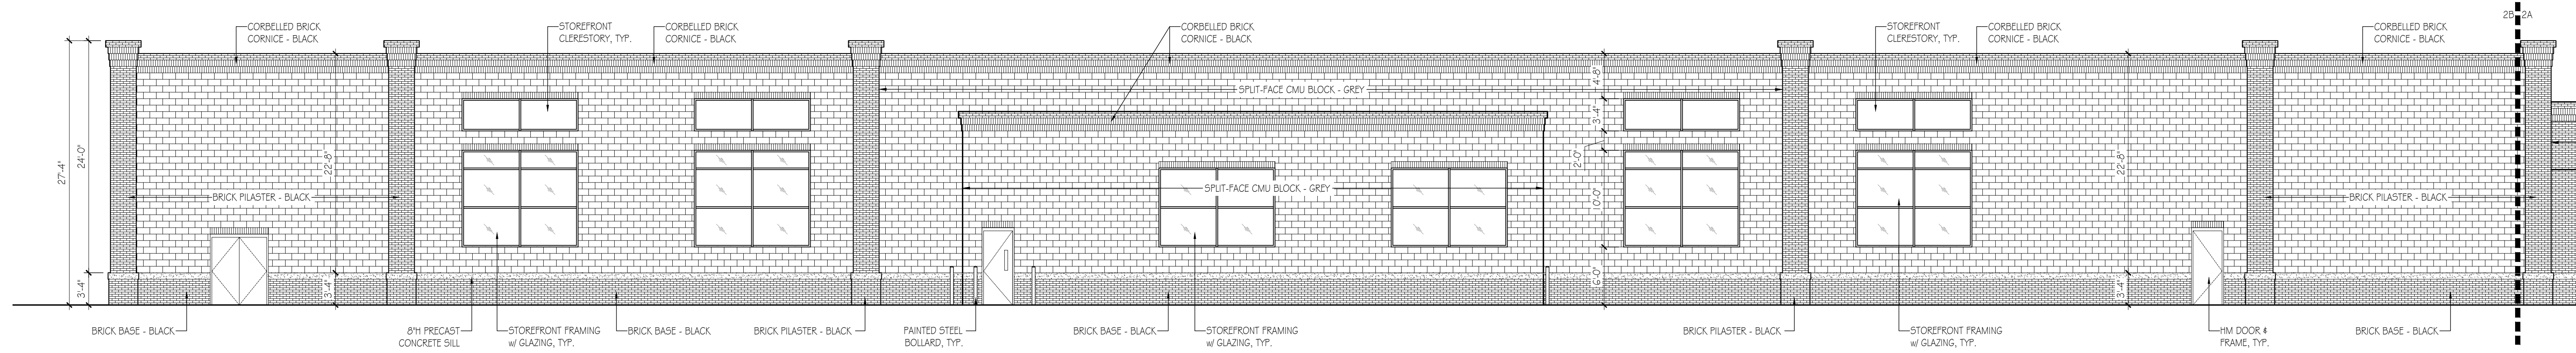 2B 2A
CORBELLED BRICK
CORNICE - BLACK
STOREFRONT
CLERESTORY, TYP.
CORBELLED BRICK
CORNICE - BLACK
CORBELLED BRICK
CORNICE - BLACK
STOREFRONT
CLERESTORY, TYP.
CORBELLED BRICK
CORNICE - BLACK
CORBELLED BRICK
CORNICE - BLACK
27'-4"
24'-0"
3'-4"
22'-8"
3'-4"
BRICK PILASTER - BLACK
SPLIT-FACE CMU BLOCK - GREY
SPLIT-FACE CMU BLOCK - GREY
4'-8"
3'-4"
2'-0"
6'-0"
22'-8"
3'-4"
BRICK PILASTER - BLACK
BRICK BASE - BLACK
8"H PRECAST
CONCRETE SILL
STOREFRONT FRAMING
w/ GLAZING, TYP.
BRICK BASE - BLACK
BRICK PILASTER - BLACK
PAINTED STEEL
BOLLARD, TYP.
BRICK BASE - BLACK
STOREFRONT FRAMING
w/ GLAZING, TYP.
BRICK PILASTER - BLACK
STOREFRONT FRAMING
w/ GLAZING, TYP.
HM DOOR &
FRAME, TYP.
BRICK BASE - BLACK